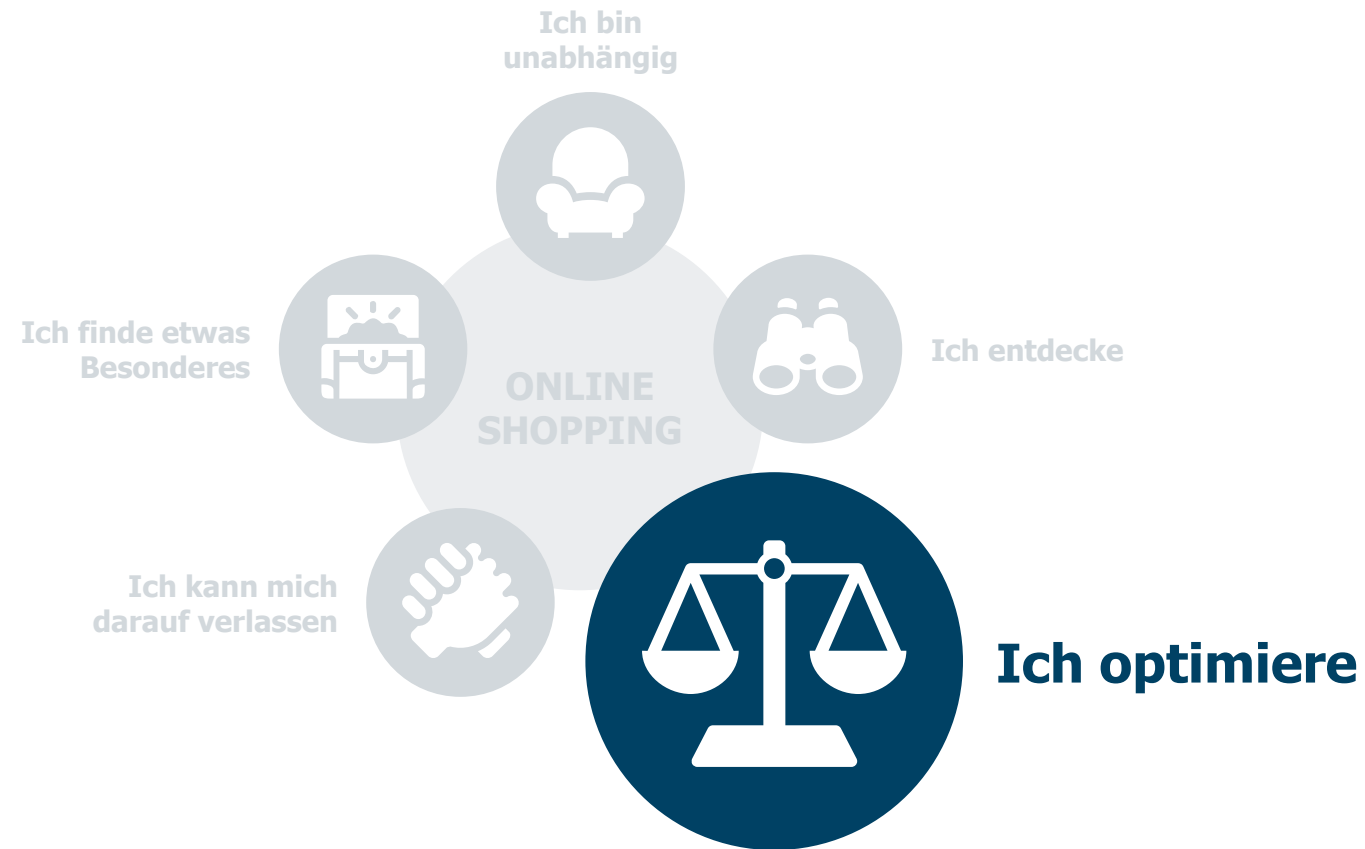 Ich bin
unabhängig
Ich finde etwas
Besonderes
Ich entdecke
ONLINE
SHOPPING
Ich kann mich
darauf verlassen
Ich optimiere